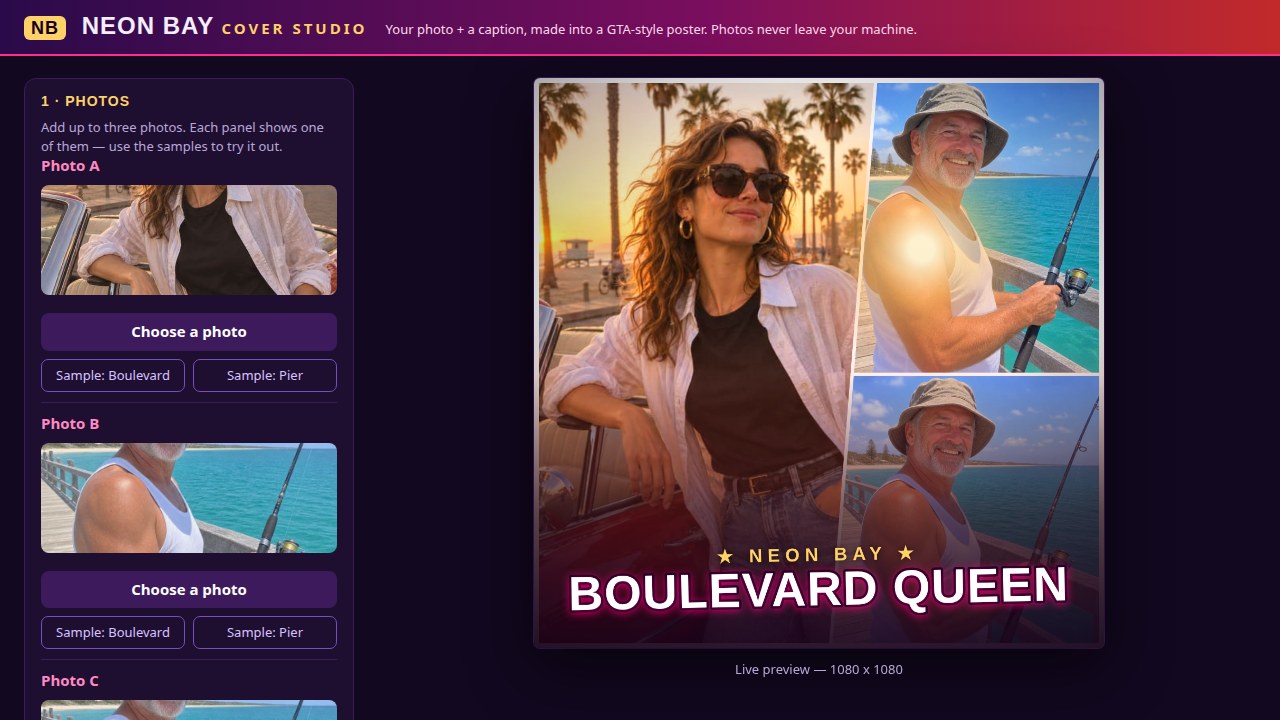 NB NEON BAY COVER STUDIO Your photo + a caption, made into a GTA-style poster. Photos never leave your machine.
1 · PHOTOS
Add up to three photos. Each panel shows one
of them — use the samples to try it out.
Photo A
Choose a photo
Sample: Boulevard
Sample: Pier
Photo B
Choose a photo
Sample: Boulevard
Sample: Pier
Photo C
★ NEON BAY ★
BOULEVARD QUEEN
Live preview — 1080 x 1080